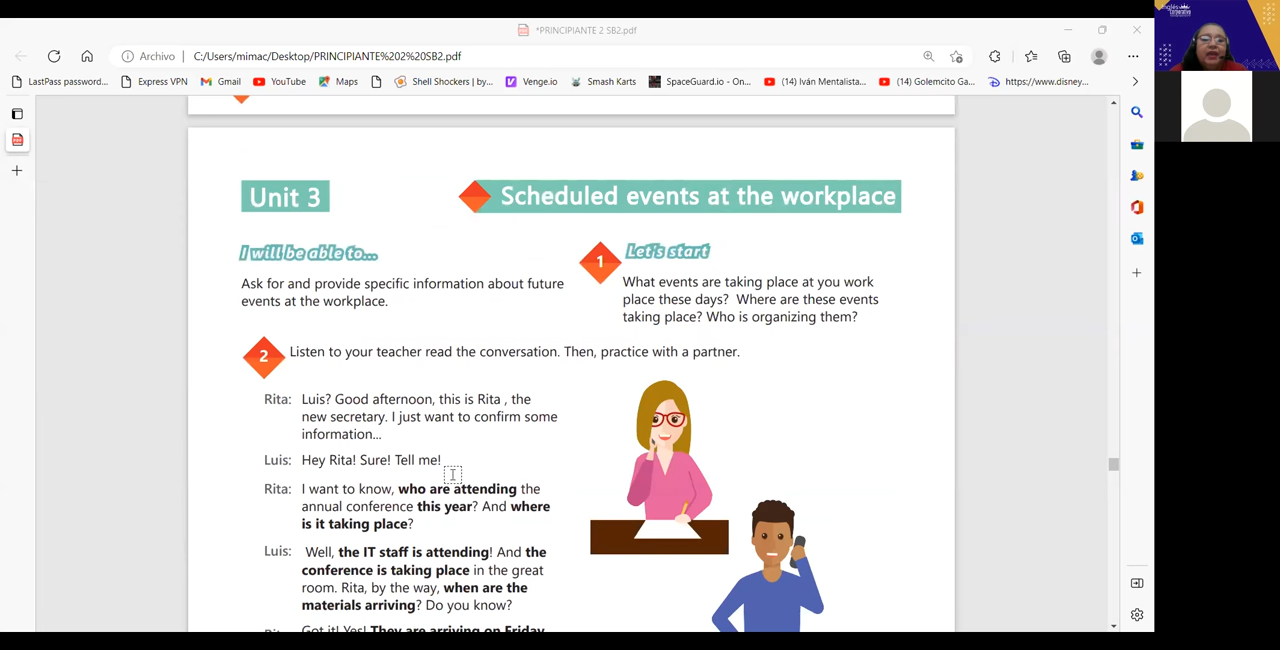 *PRINCIPIANTE 2 SB2.pdf
Archivo
C:/Users/mimac/Desktop/PRINCIPIANTE%202%20SB2.pdf
LastPass password... Express VPN Gmail YouTube Maps Shell Shockers | by... Venge.io Smash Karts SpaceGuard.io - On... (14) Iván Mentalista... (14) Golemcito Ga... https://www.disney...
Unit 3
Scheduled events at the workplace
I will be able to...
Ask for and provide specific information about future
events at the workplace.
1
Let's start
What events are taking place at you work
place these days? Where are these events
taking place? Who is organizing them?
2
Listen to your teacher read the conversation. Then, practice with a partner.
Rita: Luis? Good afternoon, this is Rita , the
new secretary. I just want to confirm some
information...
Luis: Hey Rita! Sure! Tell me!
Rita: I want to know, who are attending the
annual conference this year? And where
is it taking place?
Luis: Well, the IT staff is attending! And the
conference is taking place in the great
room. Rita, by the way, when are the
materials arriving? Do you know?
Got it! Yes! They are arriving on Friday